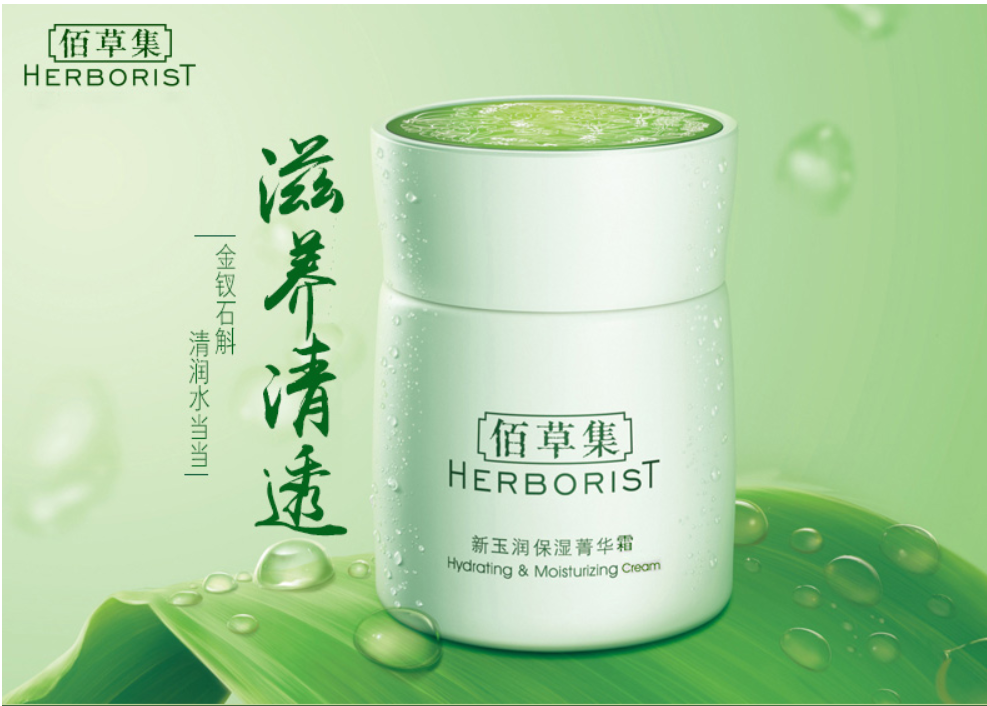 佰草集
HERBORIST
滋养清透
金钗石斛
清润水当当
佰草集
HERBORIST
新玉润保湿菁华霜
Hydrating & Moisturizing Cream